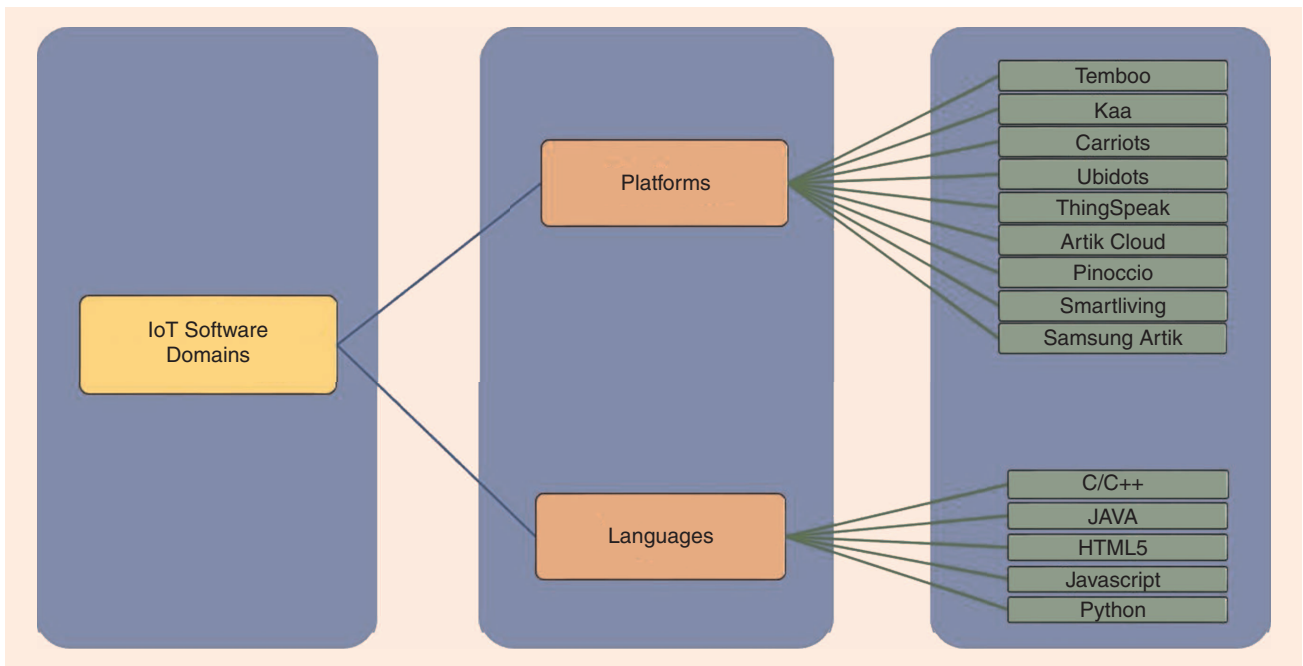 IoT Software
Domains
Platforms
Languages
Temboo
Kaa
Carriots
Ubidots
ThingSpeak
Artik Cloud
Pinoccio
Smartliving
Samsung Artik
C/C++
JAVA
HTML5
Javascript
Python